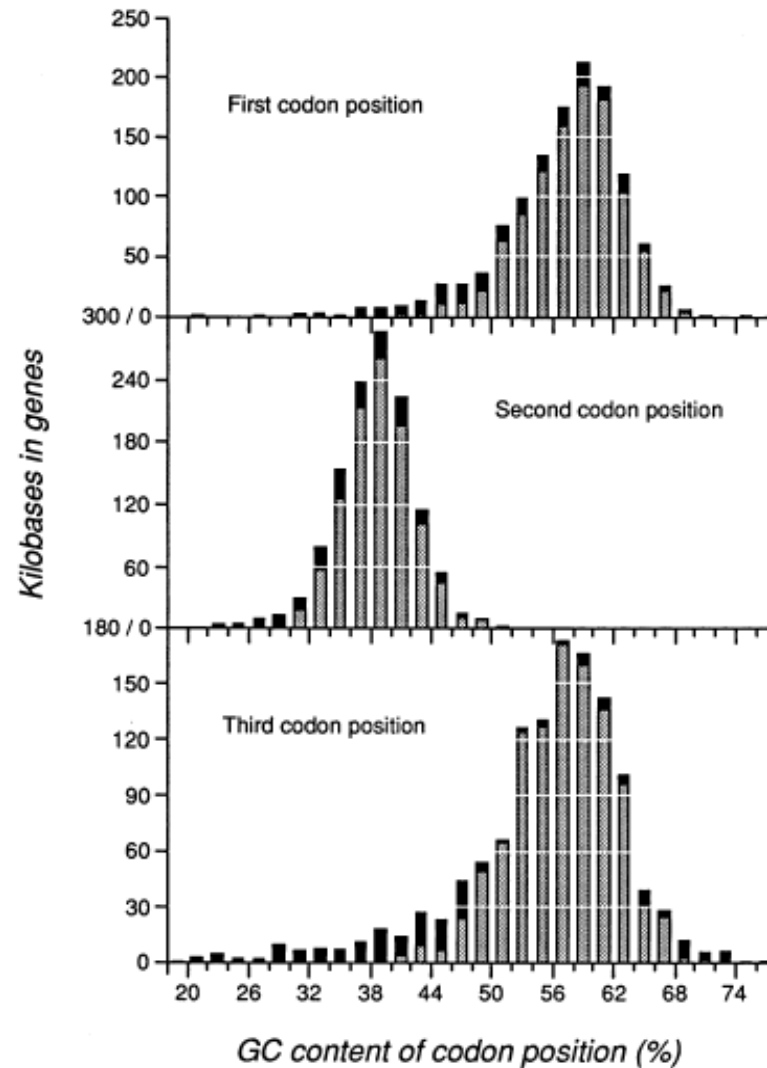 250
200
First codon position
150
100
50
300 / 0
240
Second codon position
180
120
60
180 / 0
150
Third codon position
120
90
60
30
0
20 26 32 38 44 50 56 62 68 74
Kilobases in genes
GC content of codon position (%)